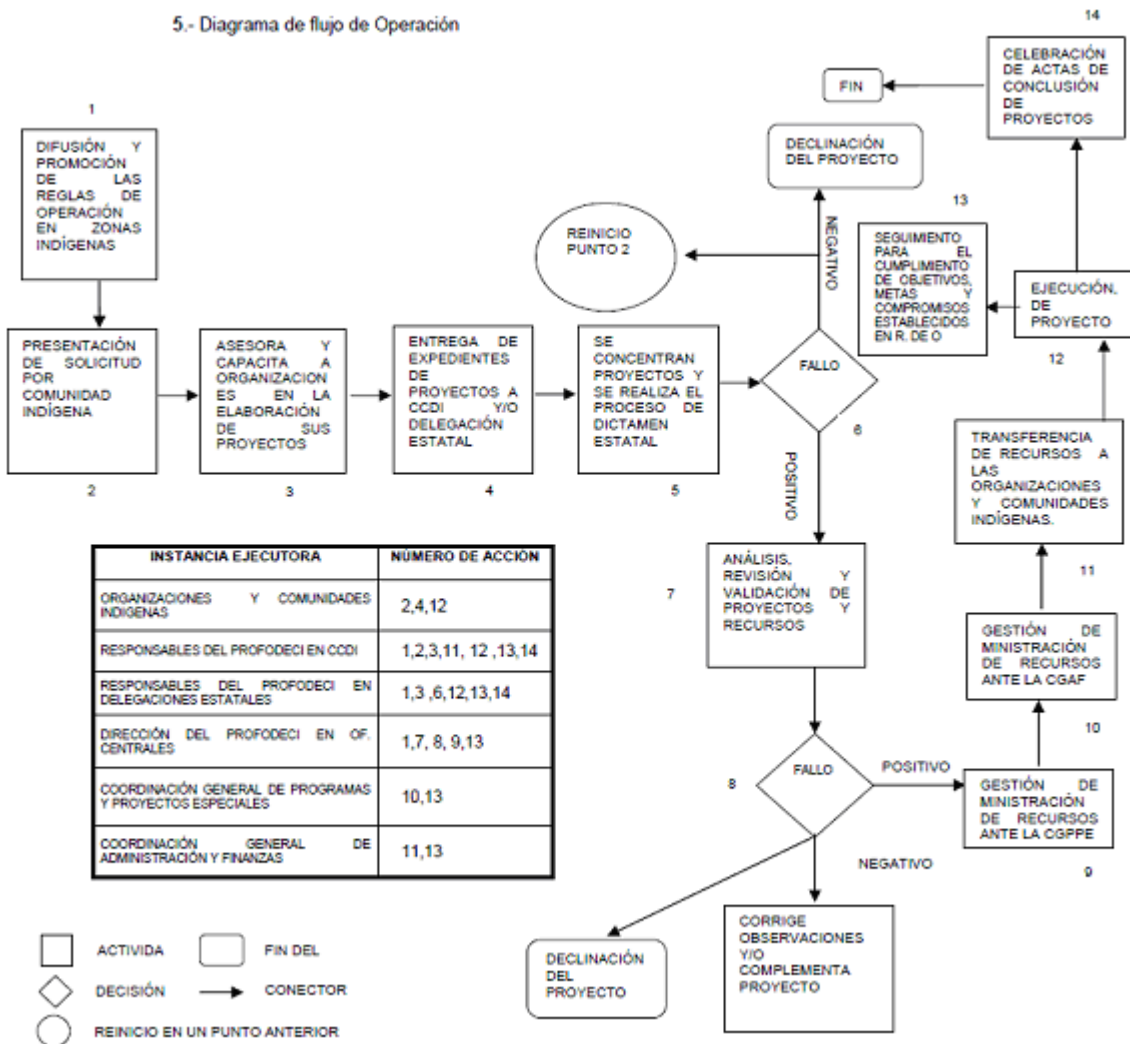 5.- Diagrama de flujo de Operación
14
CELEBRACIÓN
DE ACTAS DE
CONCLUSIÓN
DE
PROYECTOS
FIN
1
DIFUSIÓN Y
PROMOCIÓN
DE LAS
REGLAS DE
OPERACIÓN
EN ZONAS
INDÍGENAS
DECLINACIÓN
DEL PROYECTO
NEGATIVO
REINICIO
PUNTO 2
13
SEGUIMIENTO
PARA EL
CUMPLIMIENTO
DE OBJETIVOS,
METAS Y
COMPROMISOS
ESTABLECIDOS
EN R. DE O
EJECUCIÓN.
DE
PROYECTO
12
PRESENTACIÓN
DE SOLICITUD
POR
COMUNIDAD
INDÍGENA
2
ASESORA Y
CAPACITA A
ORGANIZACION
ES EN LA
ELABORACIÓN
DE SUS
PROYECTOS
3
ENTREGA DE
EXPEDIENTES
DE
PROYECTOS A
CCDI Y/O
DELEGACIÓN
ESTATAL
4
SE
CONCENTRAN
PROYECTOS Y
SE REALIZA EL
PROCESO DE
DICTAMEN
ESTATAL
5
FALLO
6
POSITIVO
TRANSFERENCIA
DE RECURSOS A
LAS
ORGANIZACIONES
Y COMUNIDADES
INDÍGENAS.
11
INSTANCIA EJECUTORA NÚMERO DE ACCIÓN
ORGANIZACIONES Y COMUNIDADES
INDIGENAS
2,4,12
RESPONSABLES DEL PROFODECI EN CCDI 1,2,3,11, 12 ,13,14
RESPONSABLES DEL PROFODECI EN
DELEGACIONES ESTATALES
1,3 ,6,12,13,14
DIRECCIÓN DEL PROFODECI EN OF.
CENTRALES
1,7, 8, 9,13
COORDINACIÓN GENERAL DE PROGRAMAS
Y PROYECTOS ESPECIALES
10,13
COORDINACIÓN GENERAL DE
ADMINISTRACIÓN Y FINANZAS
11,13
7
ANÁLISIS,
REVISIÓN Y
VALIDACIÓN DE
PROYECTOS Y
RECURSOS
GESTIÓN DE
MINISTRACIÓN
DE RECURSOS
ANTE LA CGAF
10
8
FALLO
POSITIVO
GESTIÓN DE
MINISTRACIÓN
DE RECURSOS
ANTE LA CGPPE
9
NEGATIVO
DECLINACIÓN
DEL
PROYECTO
CORRIGE
OBSERVACIONES
Y/O
COMPLEMENTA
PROYECTO
ACTIVIDA
FIN DEL
DECISIÓN
CONECTOR
REINICIO EN UN PUNTO ANTERIOR